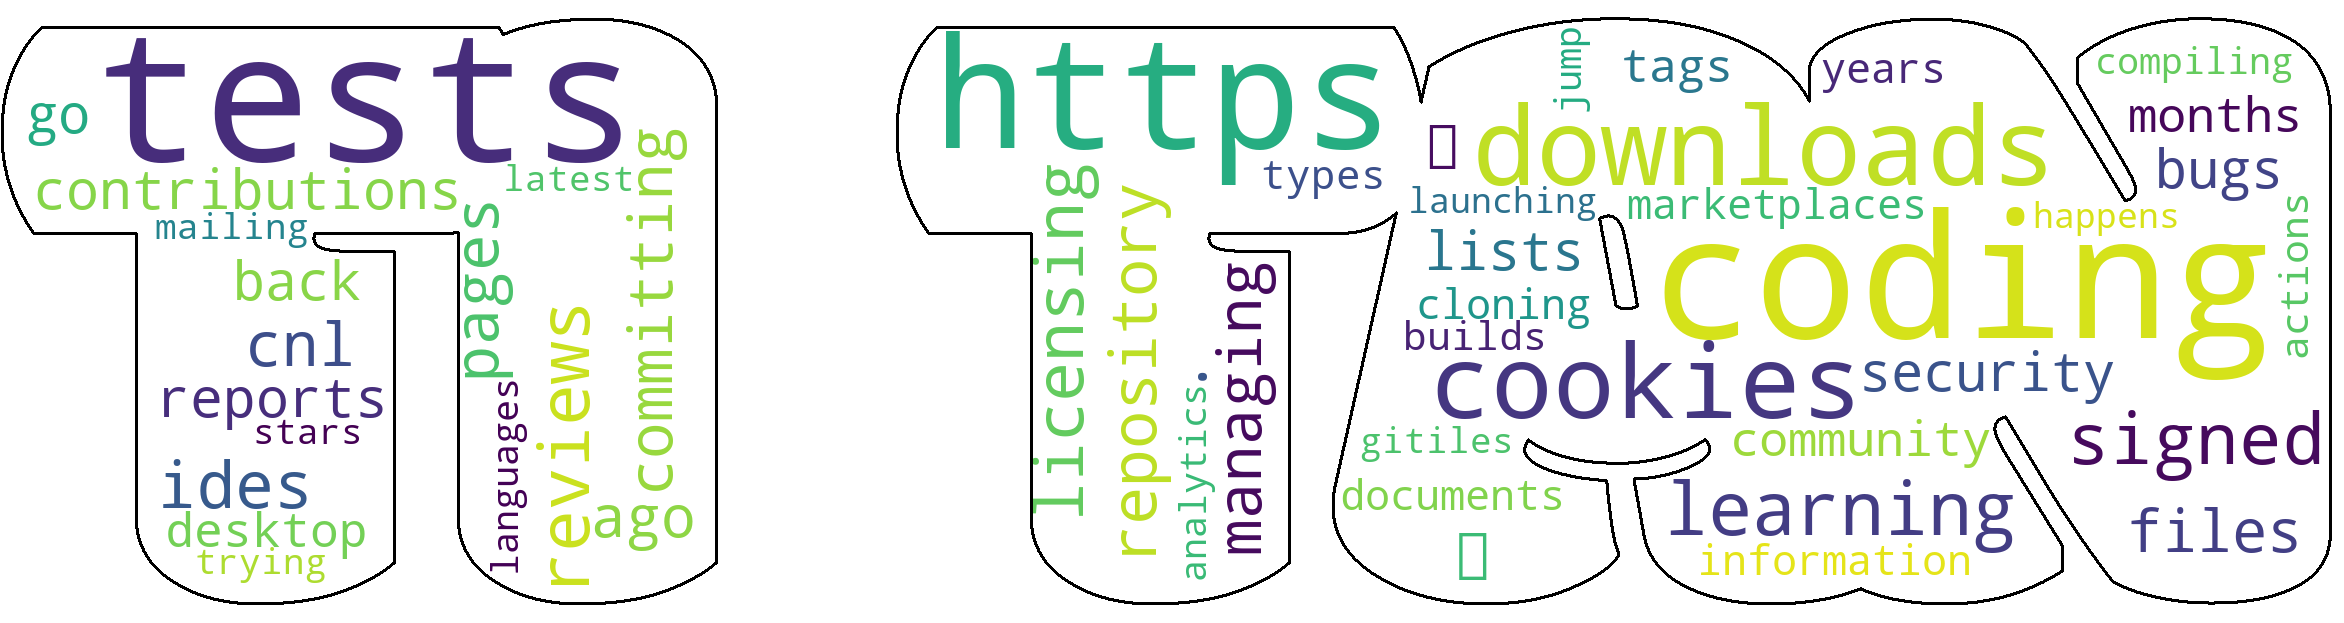 tests
go
contributions
latest
committing
mailing
pages
back
cnl
reports
stars
ides
desktop
trying
languages
reviews
ago
https
types
licensing
repository
analytics.
managing
jump
tags
years
compiling
downloads
months
bugs
launching
marketplaces
happens
lists
coding
actions
cloning
builds
cookies
security
gitiles
community
signed
documents
learning
files
information